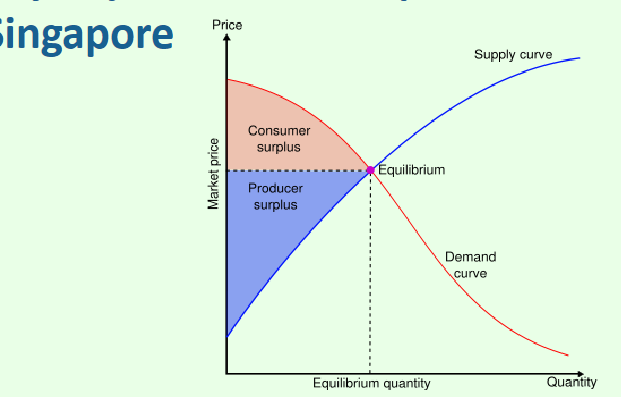 Singapore
Price
Supply curve
Consumer
surplus
Market price
Equilibrium
Producer
surplus
Demand
curve
Equilibrium quantity
Quantity